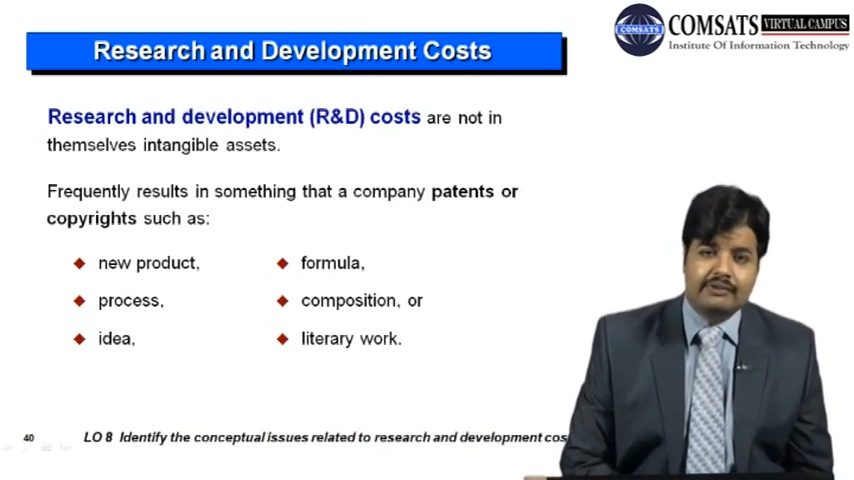 Research and Development Costs
COMSATS VIRTUAL CAMPUS
COMSATS
Institute Of Information Technology
Research and development (R&D) costs are not in
themselves intangible assets.
Frequently results in something that a company patents or
copyrights such as:
new product,
formula,
process,
composition, or
idea,
literary work.
40
LO 8 Identify the conceptual issues related to research and development cos